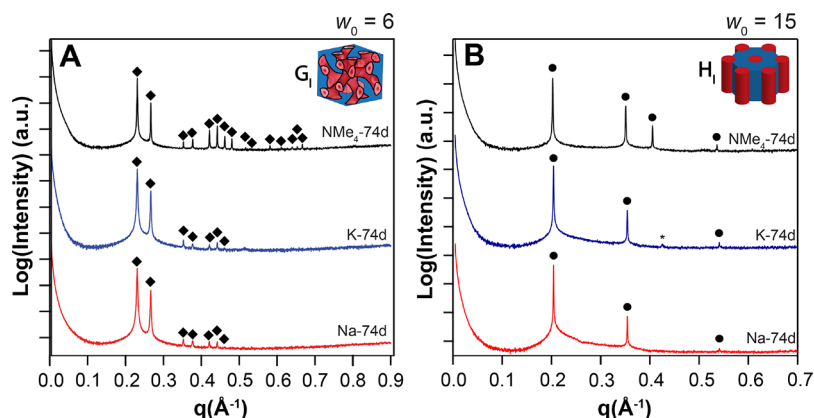 w₀ = 6
A
G_I
NMe₄-74d
K-74d
Na-74d
Log(Intensity) (a.u.)
0.0 0.1 0.2 0.3 0.4 0.5 0.6 0.7 0.8 0.9
q(Å⁻¹)
w₀ = 15
B
H_I
NMe₄-74d
*
K-74d
Na-74d
Log(Intensity) (a.u.)
0.0 0.1 0.2 0.3 0.4 0.5 0.6 0.7
q(Å⁻¹)